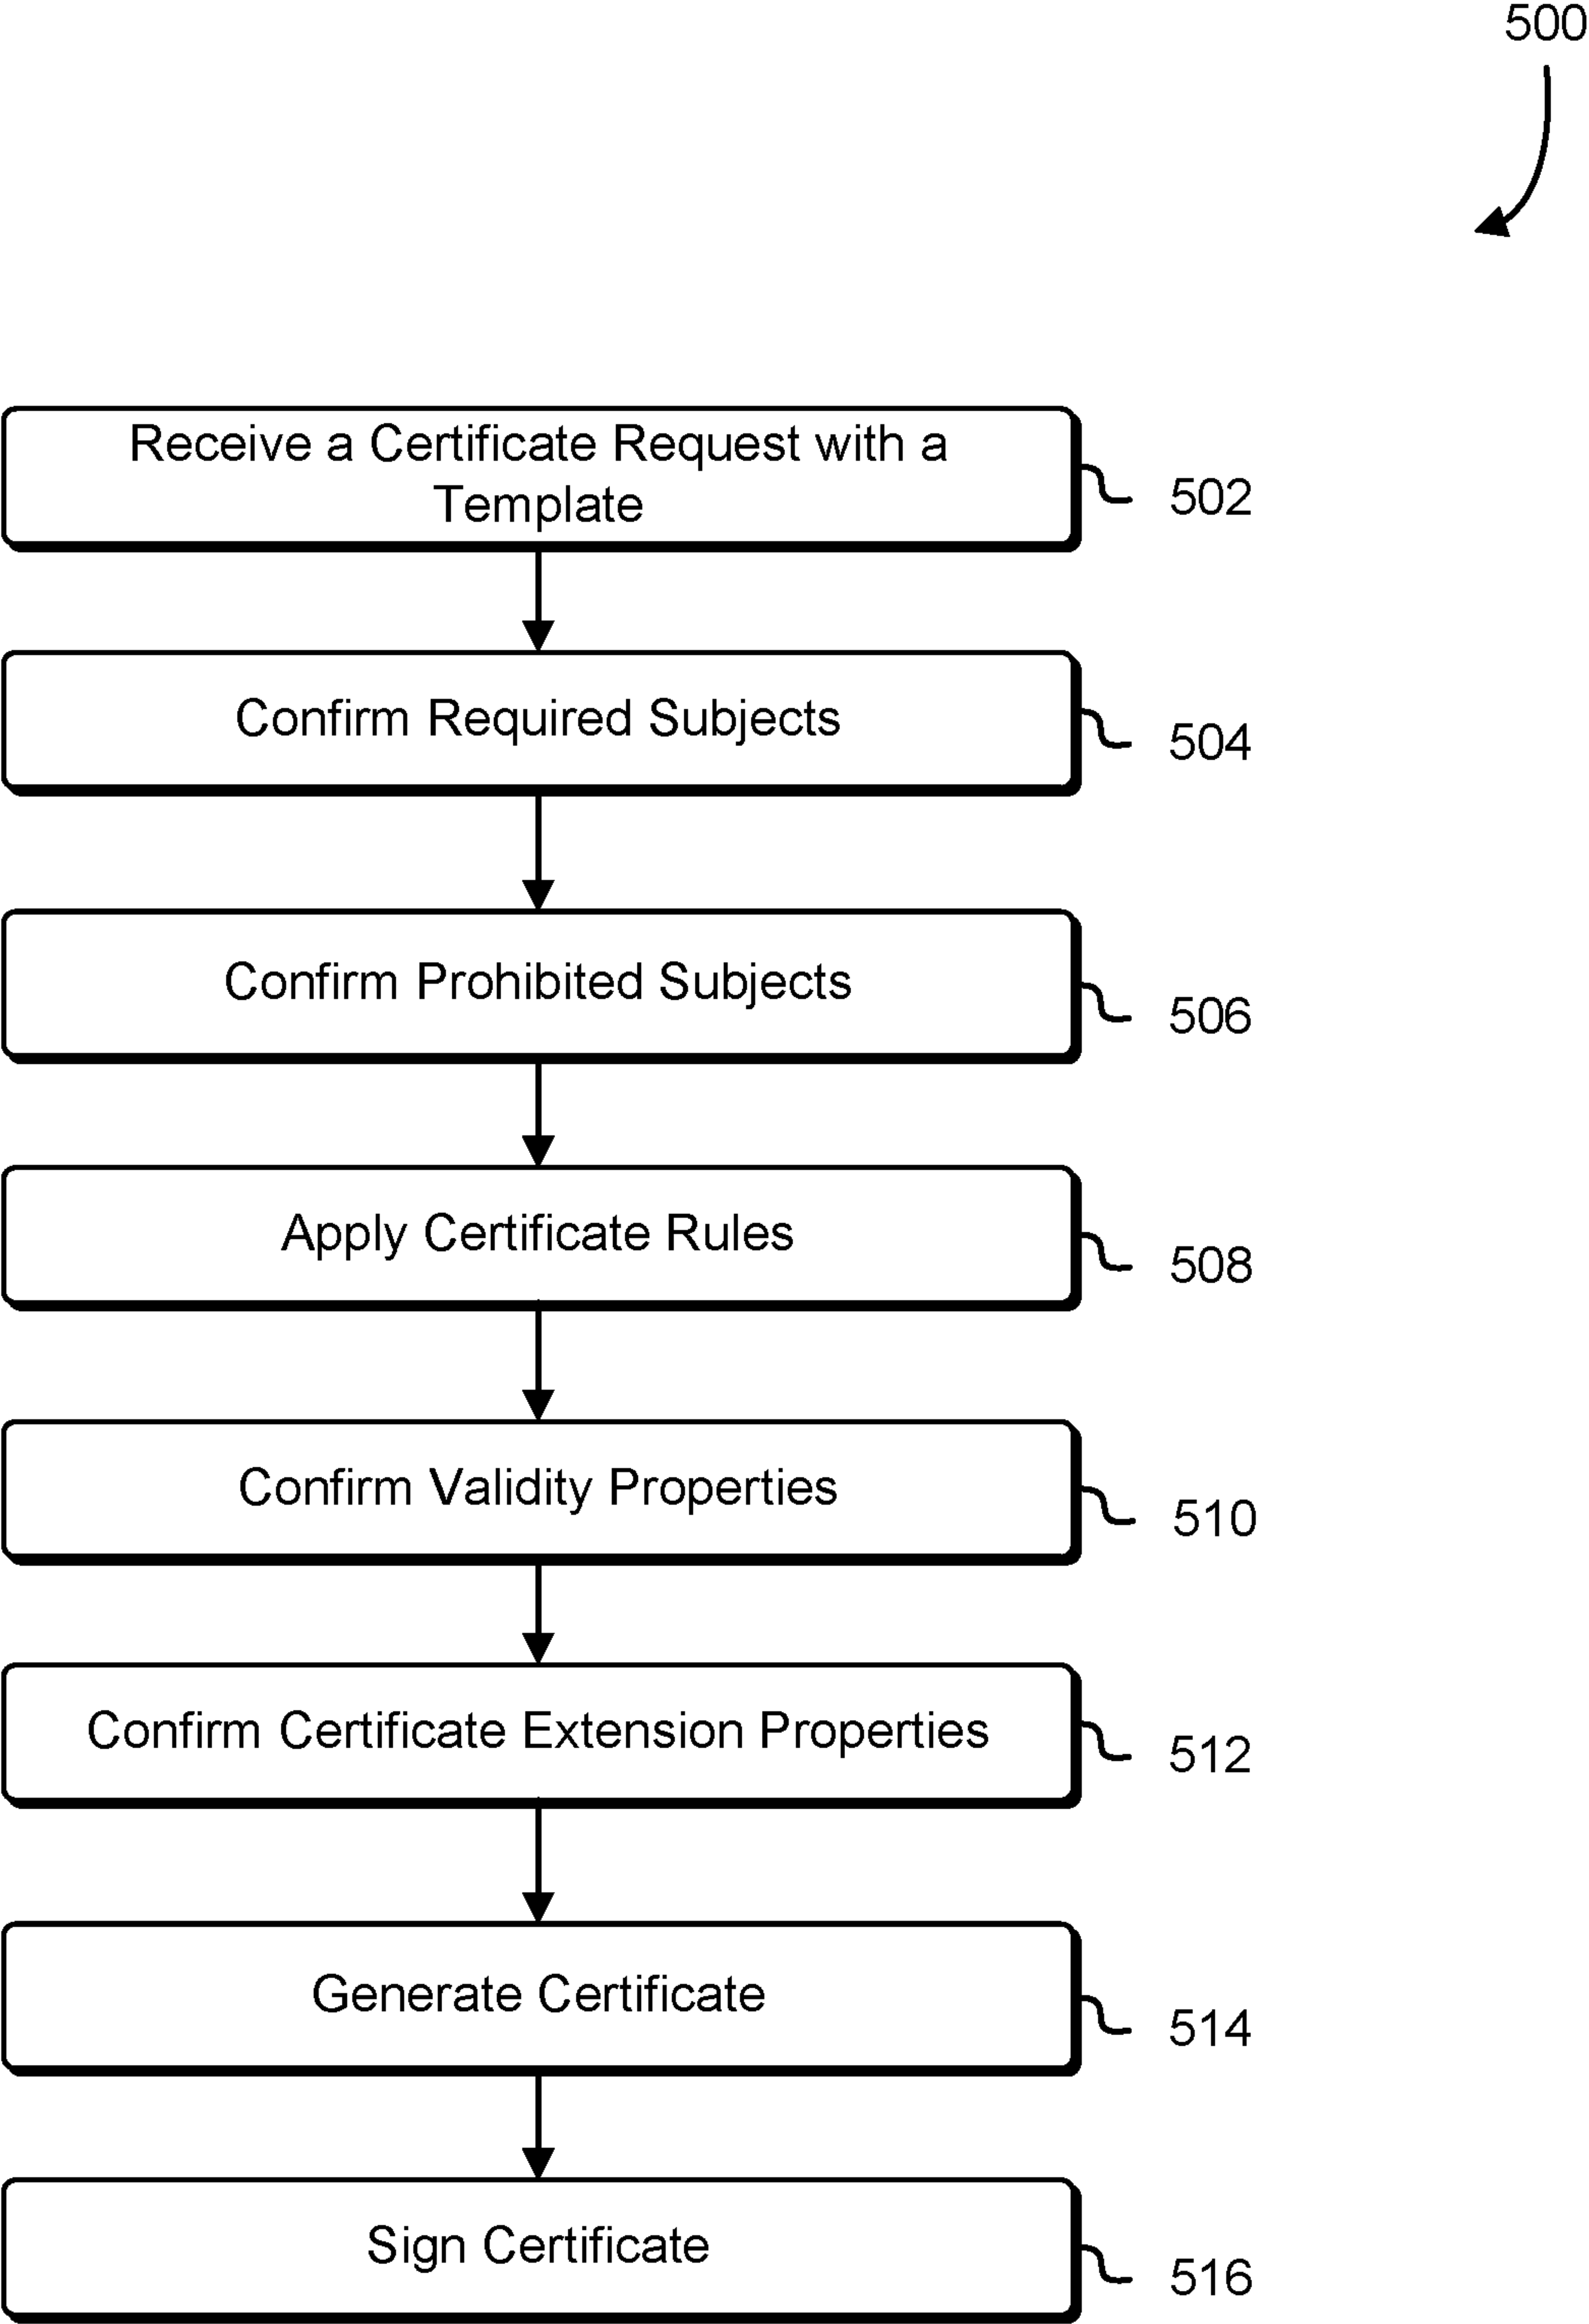 500
Receive a Certificate Request with a
Template
502
Confirm Required Subjects
504
Confirm Prohibited Subjects
506
Apply Certificate Rules
508
Confirm Validity Properties
510
Confirm Certificate Extension Properties
512
Generate Certificate
514
Sign Certificate
516